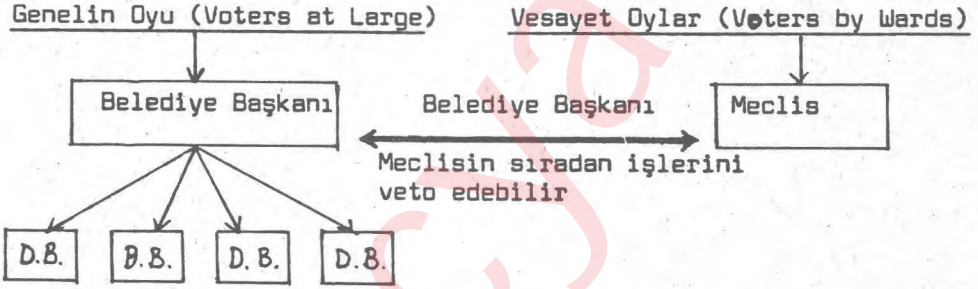 Genelin Oyu (Voters at Large)
Vesayet Oylar (Voters by Wards)
Belediye Başkanı
Belediye Başkanı
Meclis
Meclisin sıradan işlerini
veto edebilir
D.B. B.B. D.B. D.B.